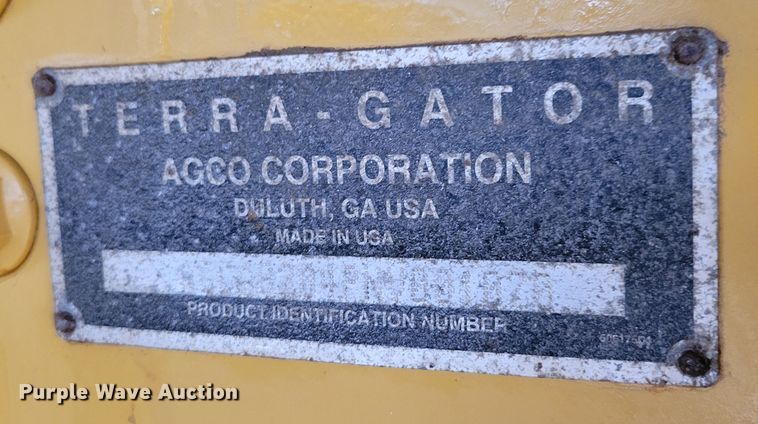 TERRA-GATOR
AGCO CORPORATION
DULUTH, GA USA
MADE IN USA
PRODUCT IDENTIFICATION NUMBER
Purple Wave Auction